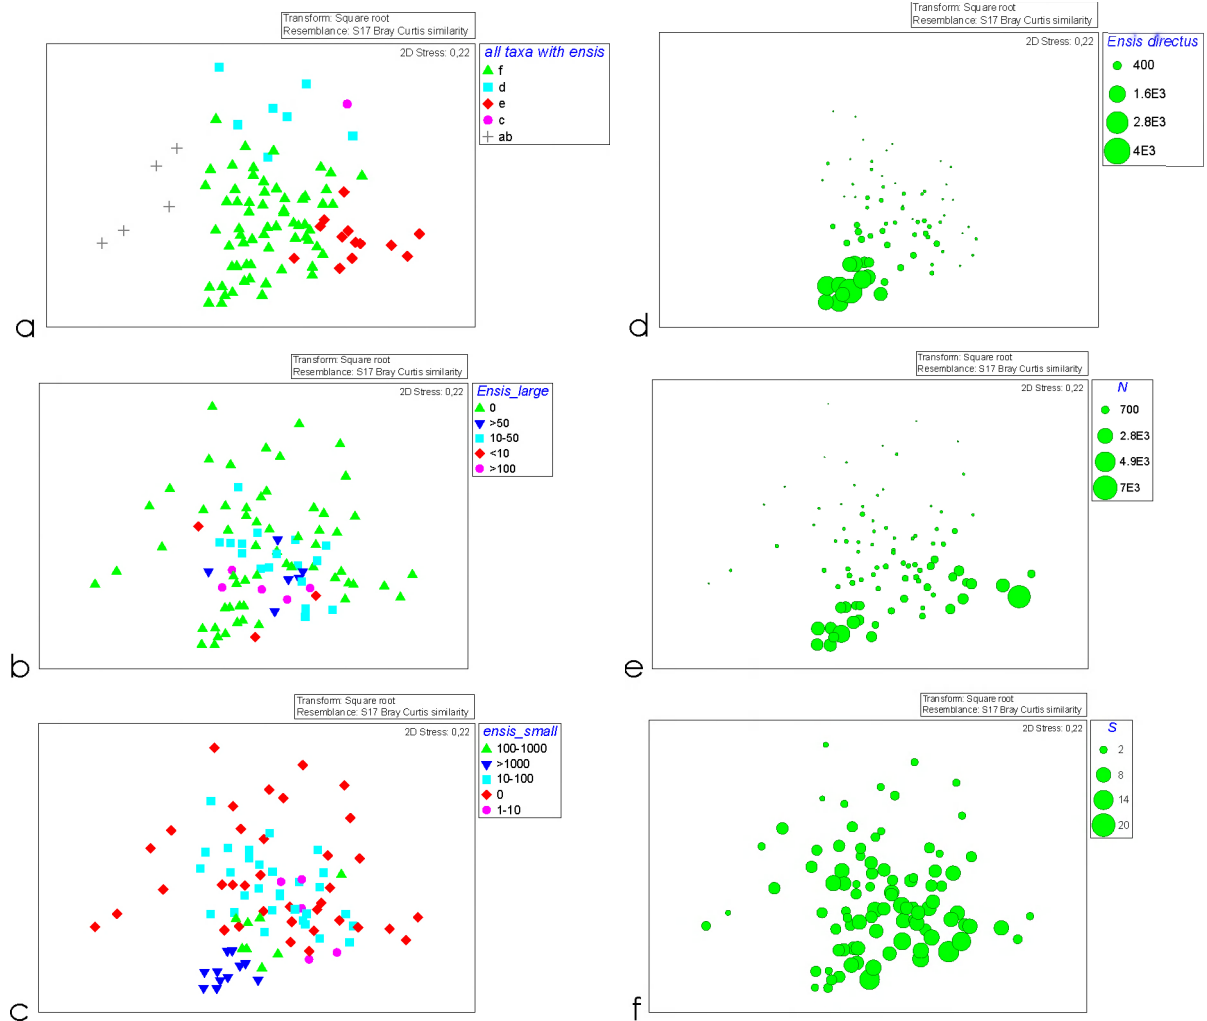 Transform: Square root
Resemblance: S17 Bray Curtis similarity
2D Stress: 0,22
all taxa with ensis
f
d
e
c
ab
a
Transform: Square root
Resemblance: S17 Bray Curtis similarity
2D Stress: 0,22
Ensis directus
400
1.6E3
2.8E3
4E3
d
Transform: Square root
Resemblance: S17 Bray Curtis similarity
2D Stress: 0,22
Ensis_large
0
>50
10-50
<10
>100
b
Transform: Square root
Resemblance: S17 Bray Curtis similarity
2D Stress: 0,22
N
700
2.8E3
4.9E3
7E3
e
Transform: Square root
Resemblance: S17 Bray Curtis similarity
2D Stress: 0,22
ensis_small
100-1000
>1000
10-100
0
1-10
c
Transform: Square root
Resemblance: S17 Bray Curtis similarity
2D Stress: 0,22
S
2
8
14
20
f